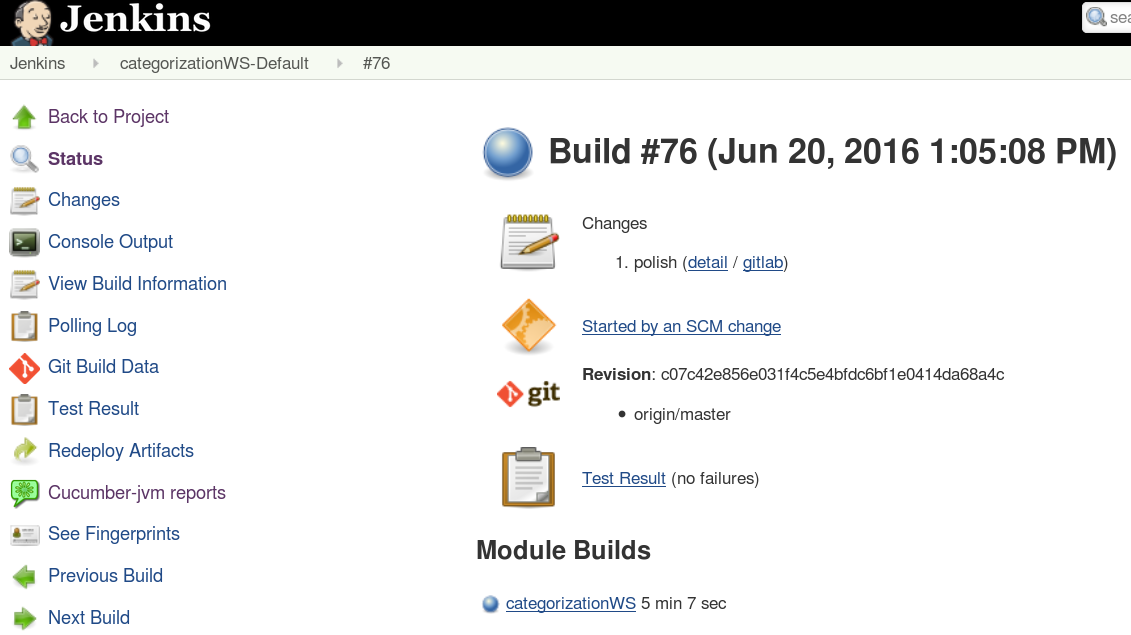 Jenkins
sea
Jenkins categorizationWS-Default #76
Back to Project
Status
Changes
Console Output
View Build Information
Polling Log
Git Build Data
Test Result
Redeploy Artifacts
Cucumber-jvm reports
See Fingerprints
Previous Build
Next Build
Build #76 (Jun 20, 2016 1:05:08 PM)
Changes
1. polish (detail / gitlab)
Started by an SCM change
git
Revision: c07c42e856e031f4c5e4bfdc6bf1e0414da68a4c
• origin/master
Test Result (no failures)
Module Builds
categorizationWS 5 min 7 sec